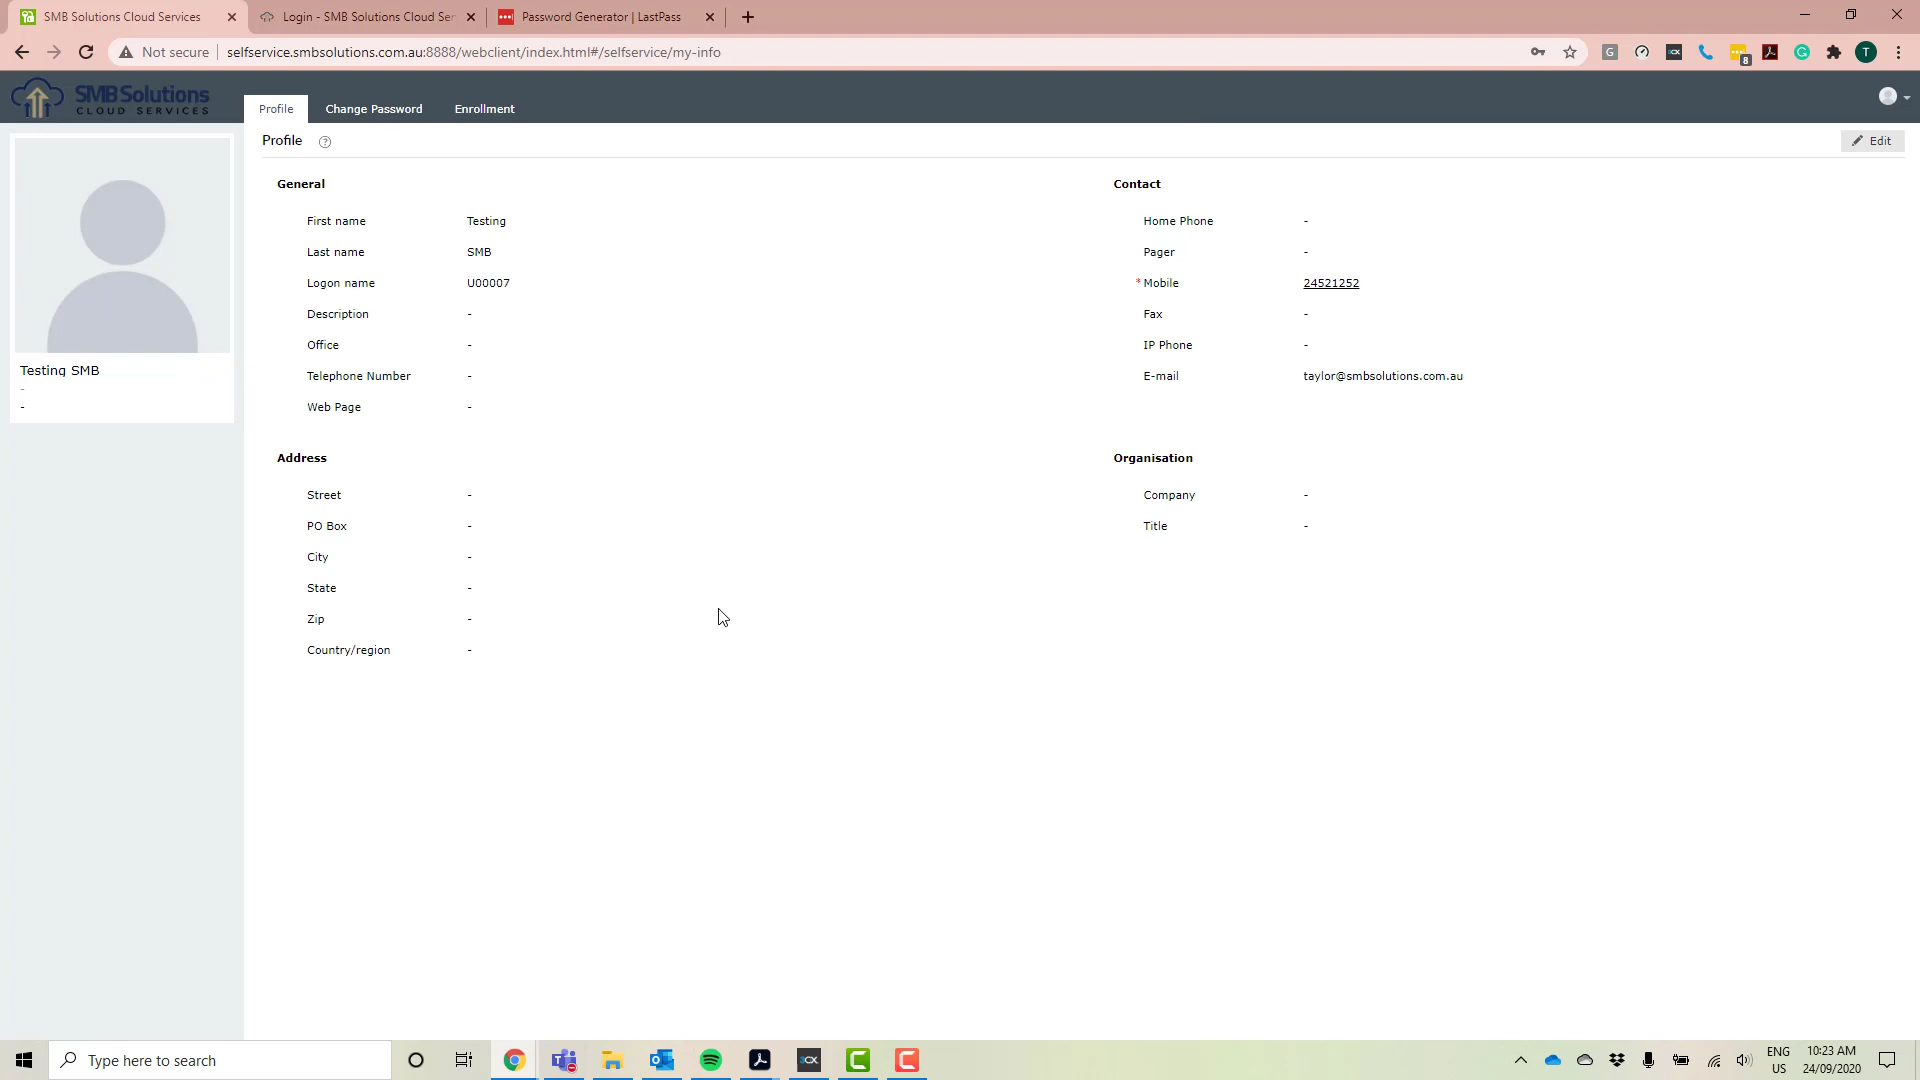 SMB Solutions Cloud Services
Login - SMB Solutions Cloud Ser
Password Generator | LastPass
Not secure
selfservice.smbsolutions.com.au:8888/webclient/index.html#/selfservice/my-info
G
3CX
8
G
T
SMB Solutions
CLOUD SERVICES
Profile
Change Password
Enrollment
Profile
?
Edit
Testing SMB
-
-
General
First name Testing
Last name SMB
Logon name U00007
Description -
Office -
Telephone Number -
Web Page -
Contact
Home Phone -
Pager -
* Mobile 24521252
Fax -
IP Phone -
E-mail taylor@smbsolutions.com.au
Address
Street -
PO Box -
City -
State -
Zip -
Country/region -
Organisation
Company -
Title -
Type here to search
3CX
ENG
US
10:23 AM
24/09/2020